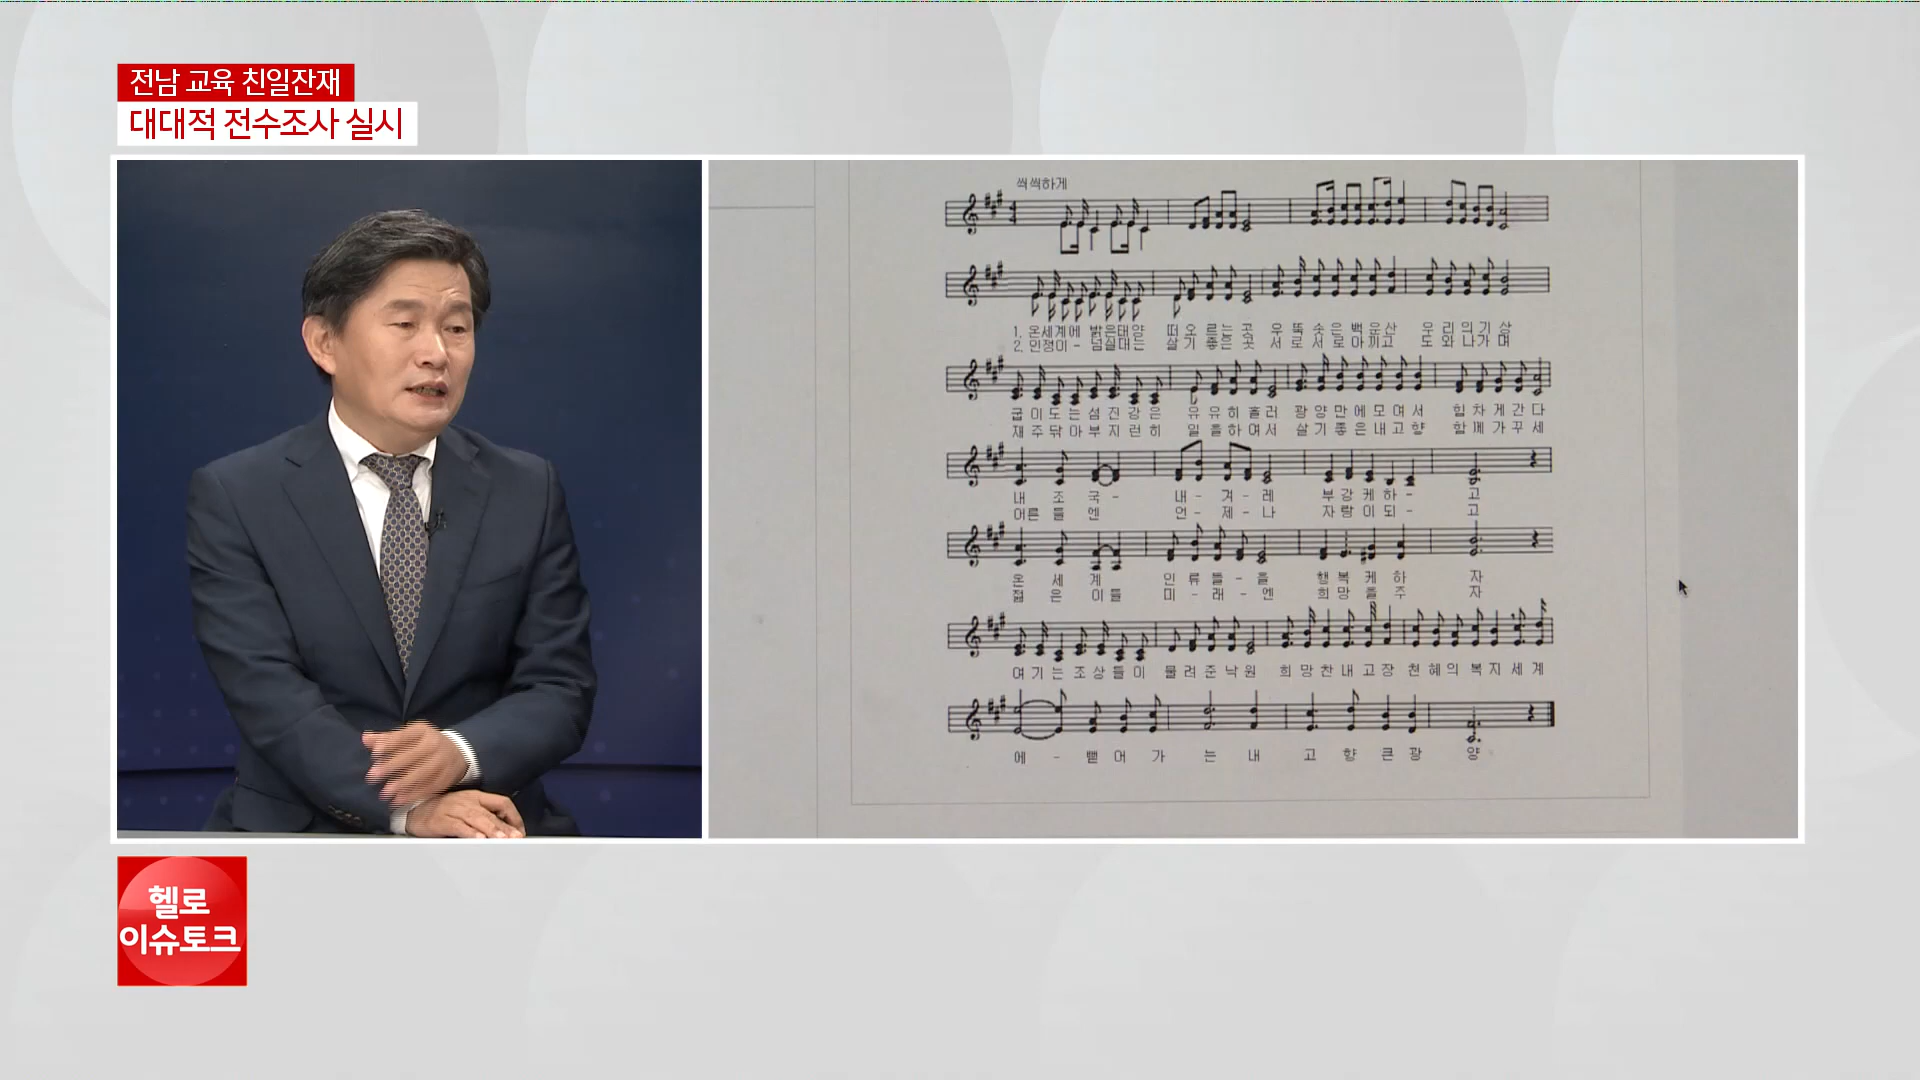 전남 교육 친일잔재
대대적 전수조사 실시
씩씩하게
1. 온세계에 밝은태양 떠오르는곳 우뚝솟은백운산 우리의기상
2. 인정이- 넘실대는 살기좋은곳 서로서로아끼고 도와나가며
굽이도는섬진강은 유유히흘러 광양만에모여서 힘차게간다
재주닦아부지런히 일을하여서 살기좋은내고향 함께가꾸세
내조국- 내-겨-레 부강케하- 고
어른들엔 언-제-나 자랑이되- 고
온세계 인류들-을 행복케하 자
젊은이들 미-래-엔 희망을주 자
여기는조상들이 물려준낙원 희망찬내고장 천혜의복지세계
에-뻗어가는내고향큰광양
헬로
이슈토크